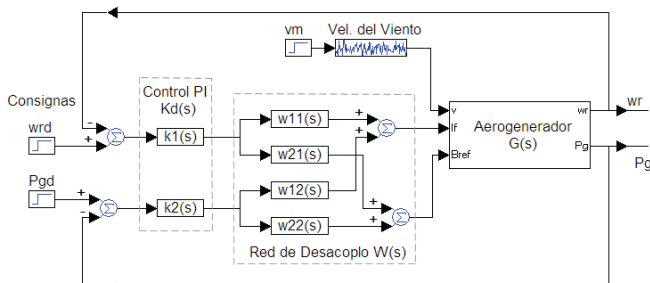 vm
Vel. del Viento
Consignas
Control PI
Kd(s)
wrd
k1(s)
w11(s)
w21(s)
v
If
Bref
Aerogenerador
G(s)
wr
Pg
wr
Pg
Pgd
k2(s)
w12(s)
w22(s)
Red de Desacoplo W(s)
- 
+
+
-
+
+
+
+